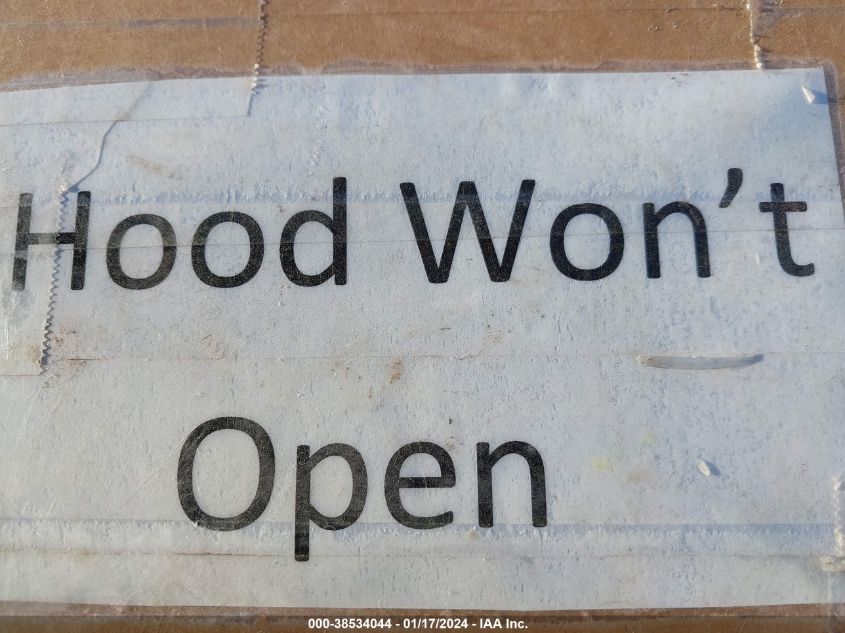 Hood Won’t
Open
000-38534044 - 01/17/2024 - IAA Inc.